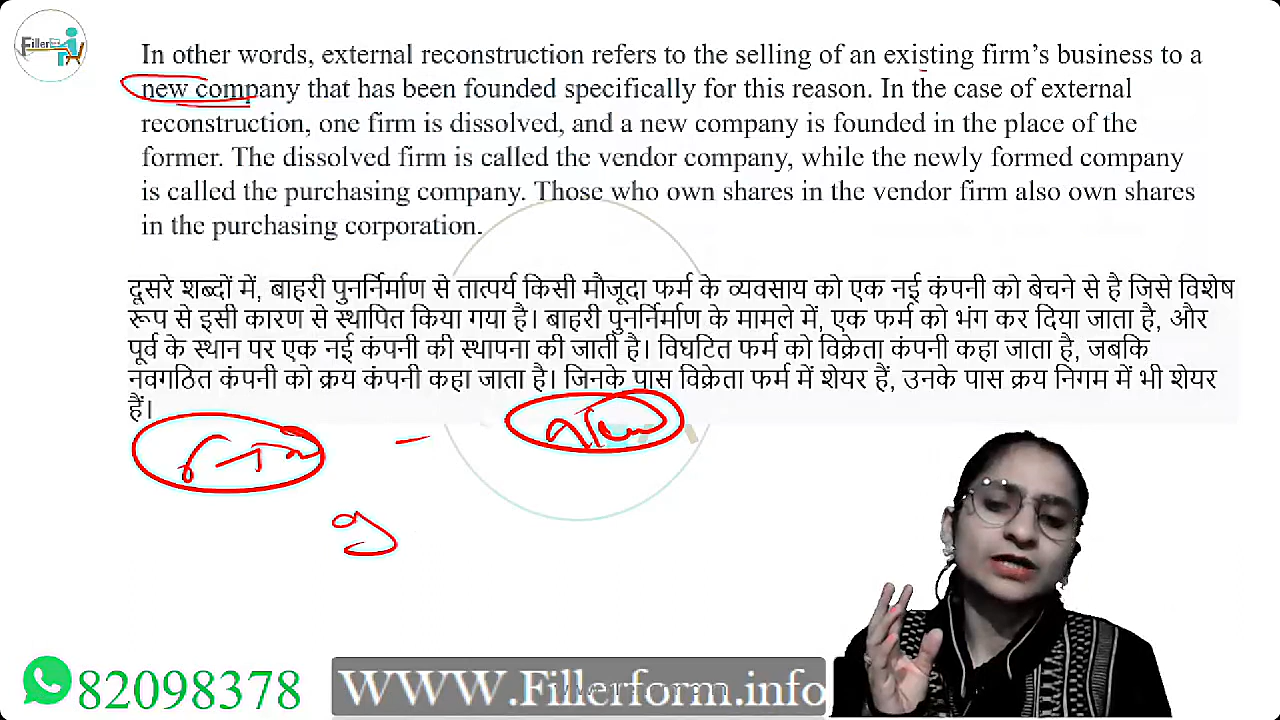 Filler
In other words, external reconstruction refers to the selling of an existing firm's business to a
new company that has been founded specifically for this reason. In the case of external
reconstruction, one firm is dissolved, and a new company is founded in the place of the
former. The dissolved firm is called the vendor company, while the newly formed company
is called the purchasing company. Those who own shares in the vendor firm also own shares
in the purchasing corporation.
दूसरे शब्दों में, बाहरी पुनर्निर्माण से तात्पर्य किसी मौजूदा फर्म के व्यवसाय को एक नई कंपनी को बेचने से है जिसे विशेष
रूप से इसी कारण से स्थापित किया गया है। बाहरी पुनर्निर्माण के मामले में, एक फर्म को भंग कर दिया जाता है, और
पूर्व के स्थान पर एक नई कंपनी की स्थापना की जाती है। विघटित फर्म को विक्रेता कंपनी कहा जाता है, जबकि
नवगठित कंपनी को क्रय कंपनी कहा जाता है। जिनके पास विक्रेता फर्म में शेयर हैं, उनके पास क्रय निगम में भी शेयर
हैं।
82098378
WWW.Fillerform.info